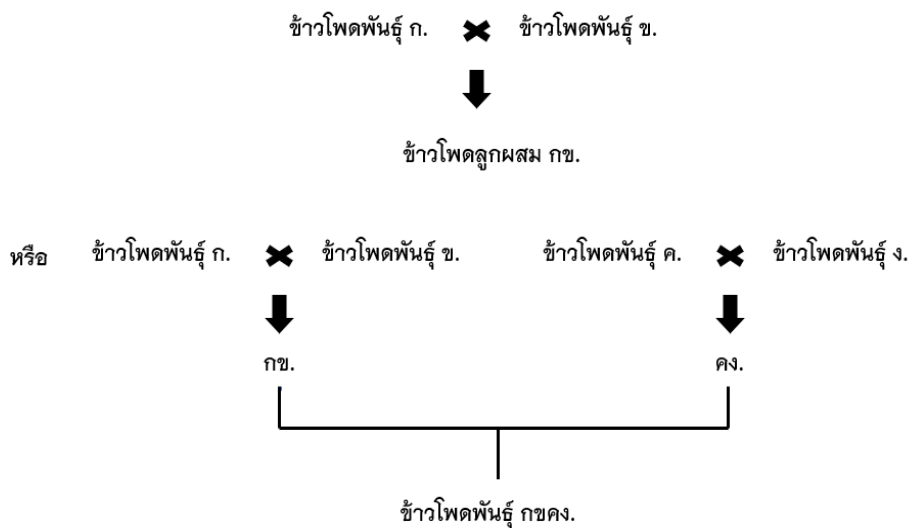 ข้าวโพดพันธุ์ ก. ข้าวโพดพันธุ์ ข.
ข้าวโพดลูกผสม กข.
หรือ ข้าวโพดพันธุ์ ก. ข้าวโพดพันธุ์ ข. ข้าวโพดพันธุ์ ค. ข้าวโพดพันธุ์ ง.
กข. คง.
ข้าวโพดพันธุ์ กขคง.